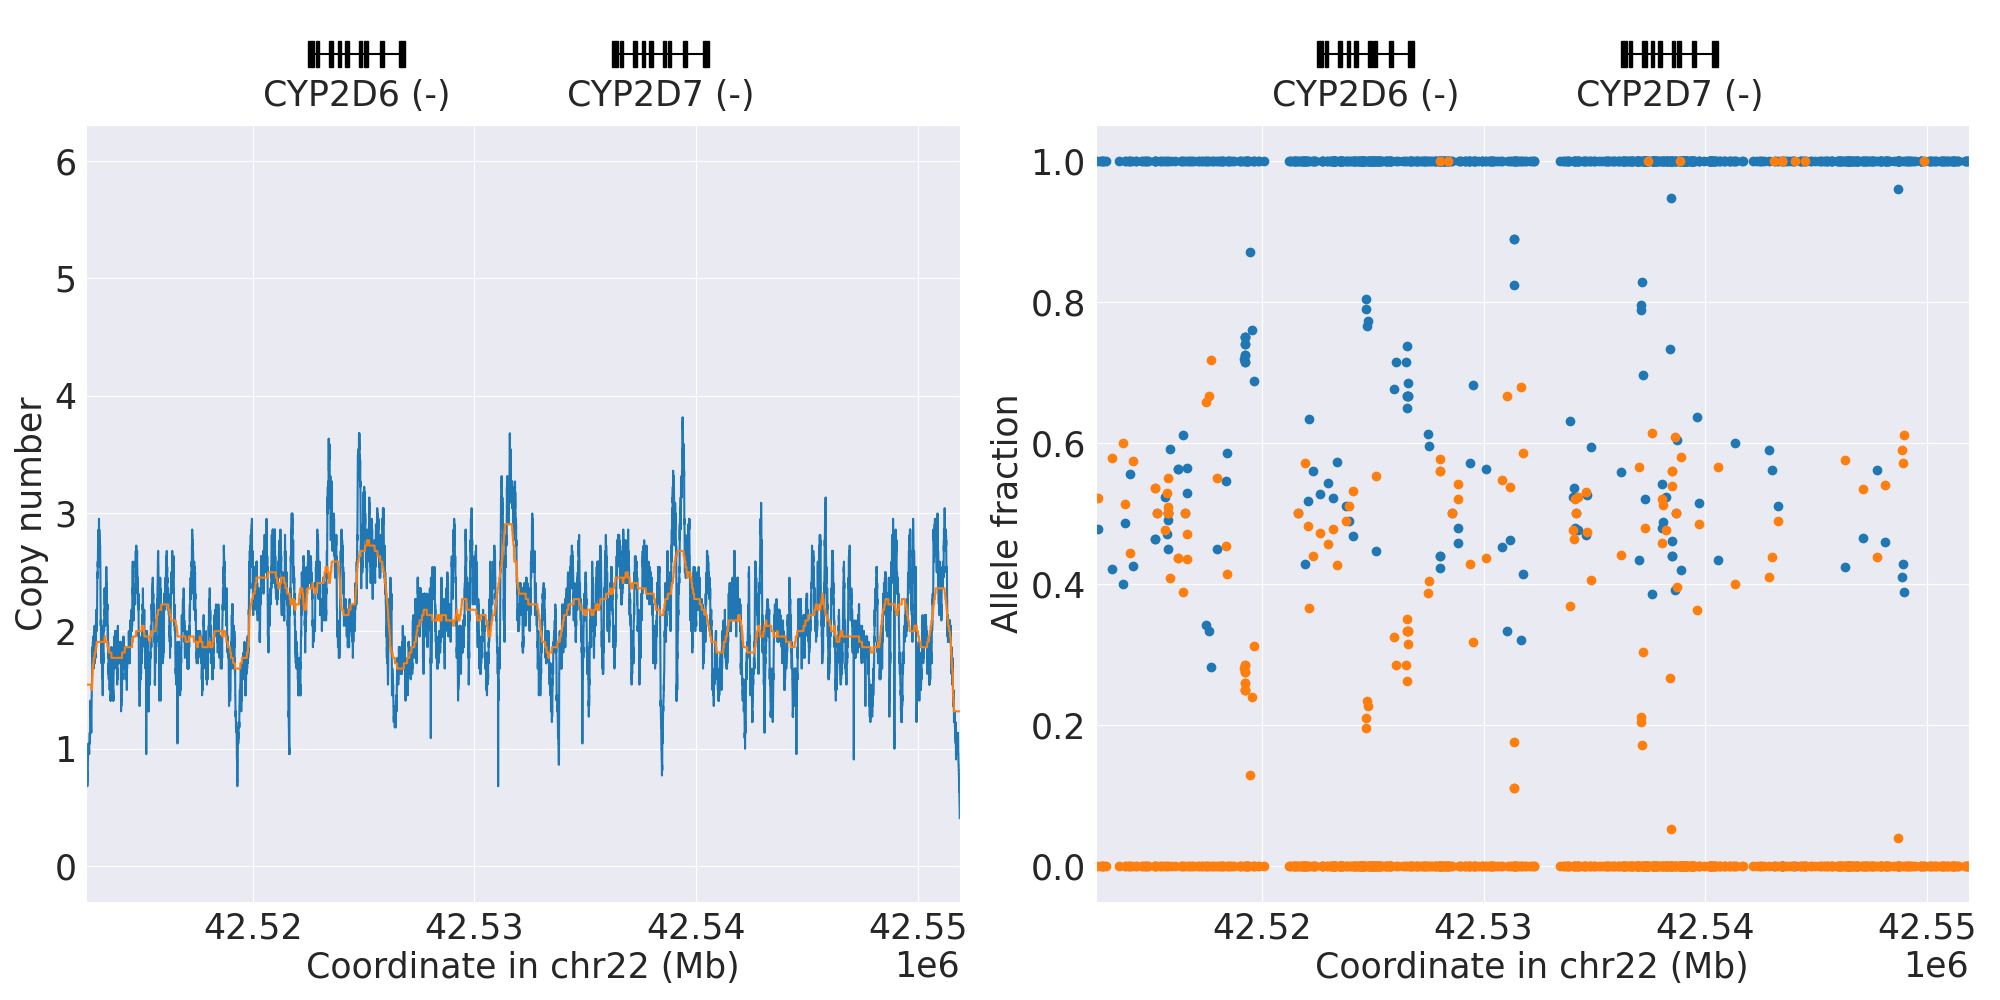 CYP2D6 (-) CYP2D7 (-)
6
5
4
3
2
1
0
Copy number
42.52 42.53 42.54 42.55
Coordinate in chr22 (Mb) 1e6
CYP2D6 (-) CYP2D7 (-)
1.0
0.8
0.6
0.4
0.2
0.0
Allele fraction
42.52 42.53 42.54 42.55
Coordinate in chr22 (Mb) 1e6